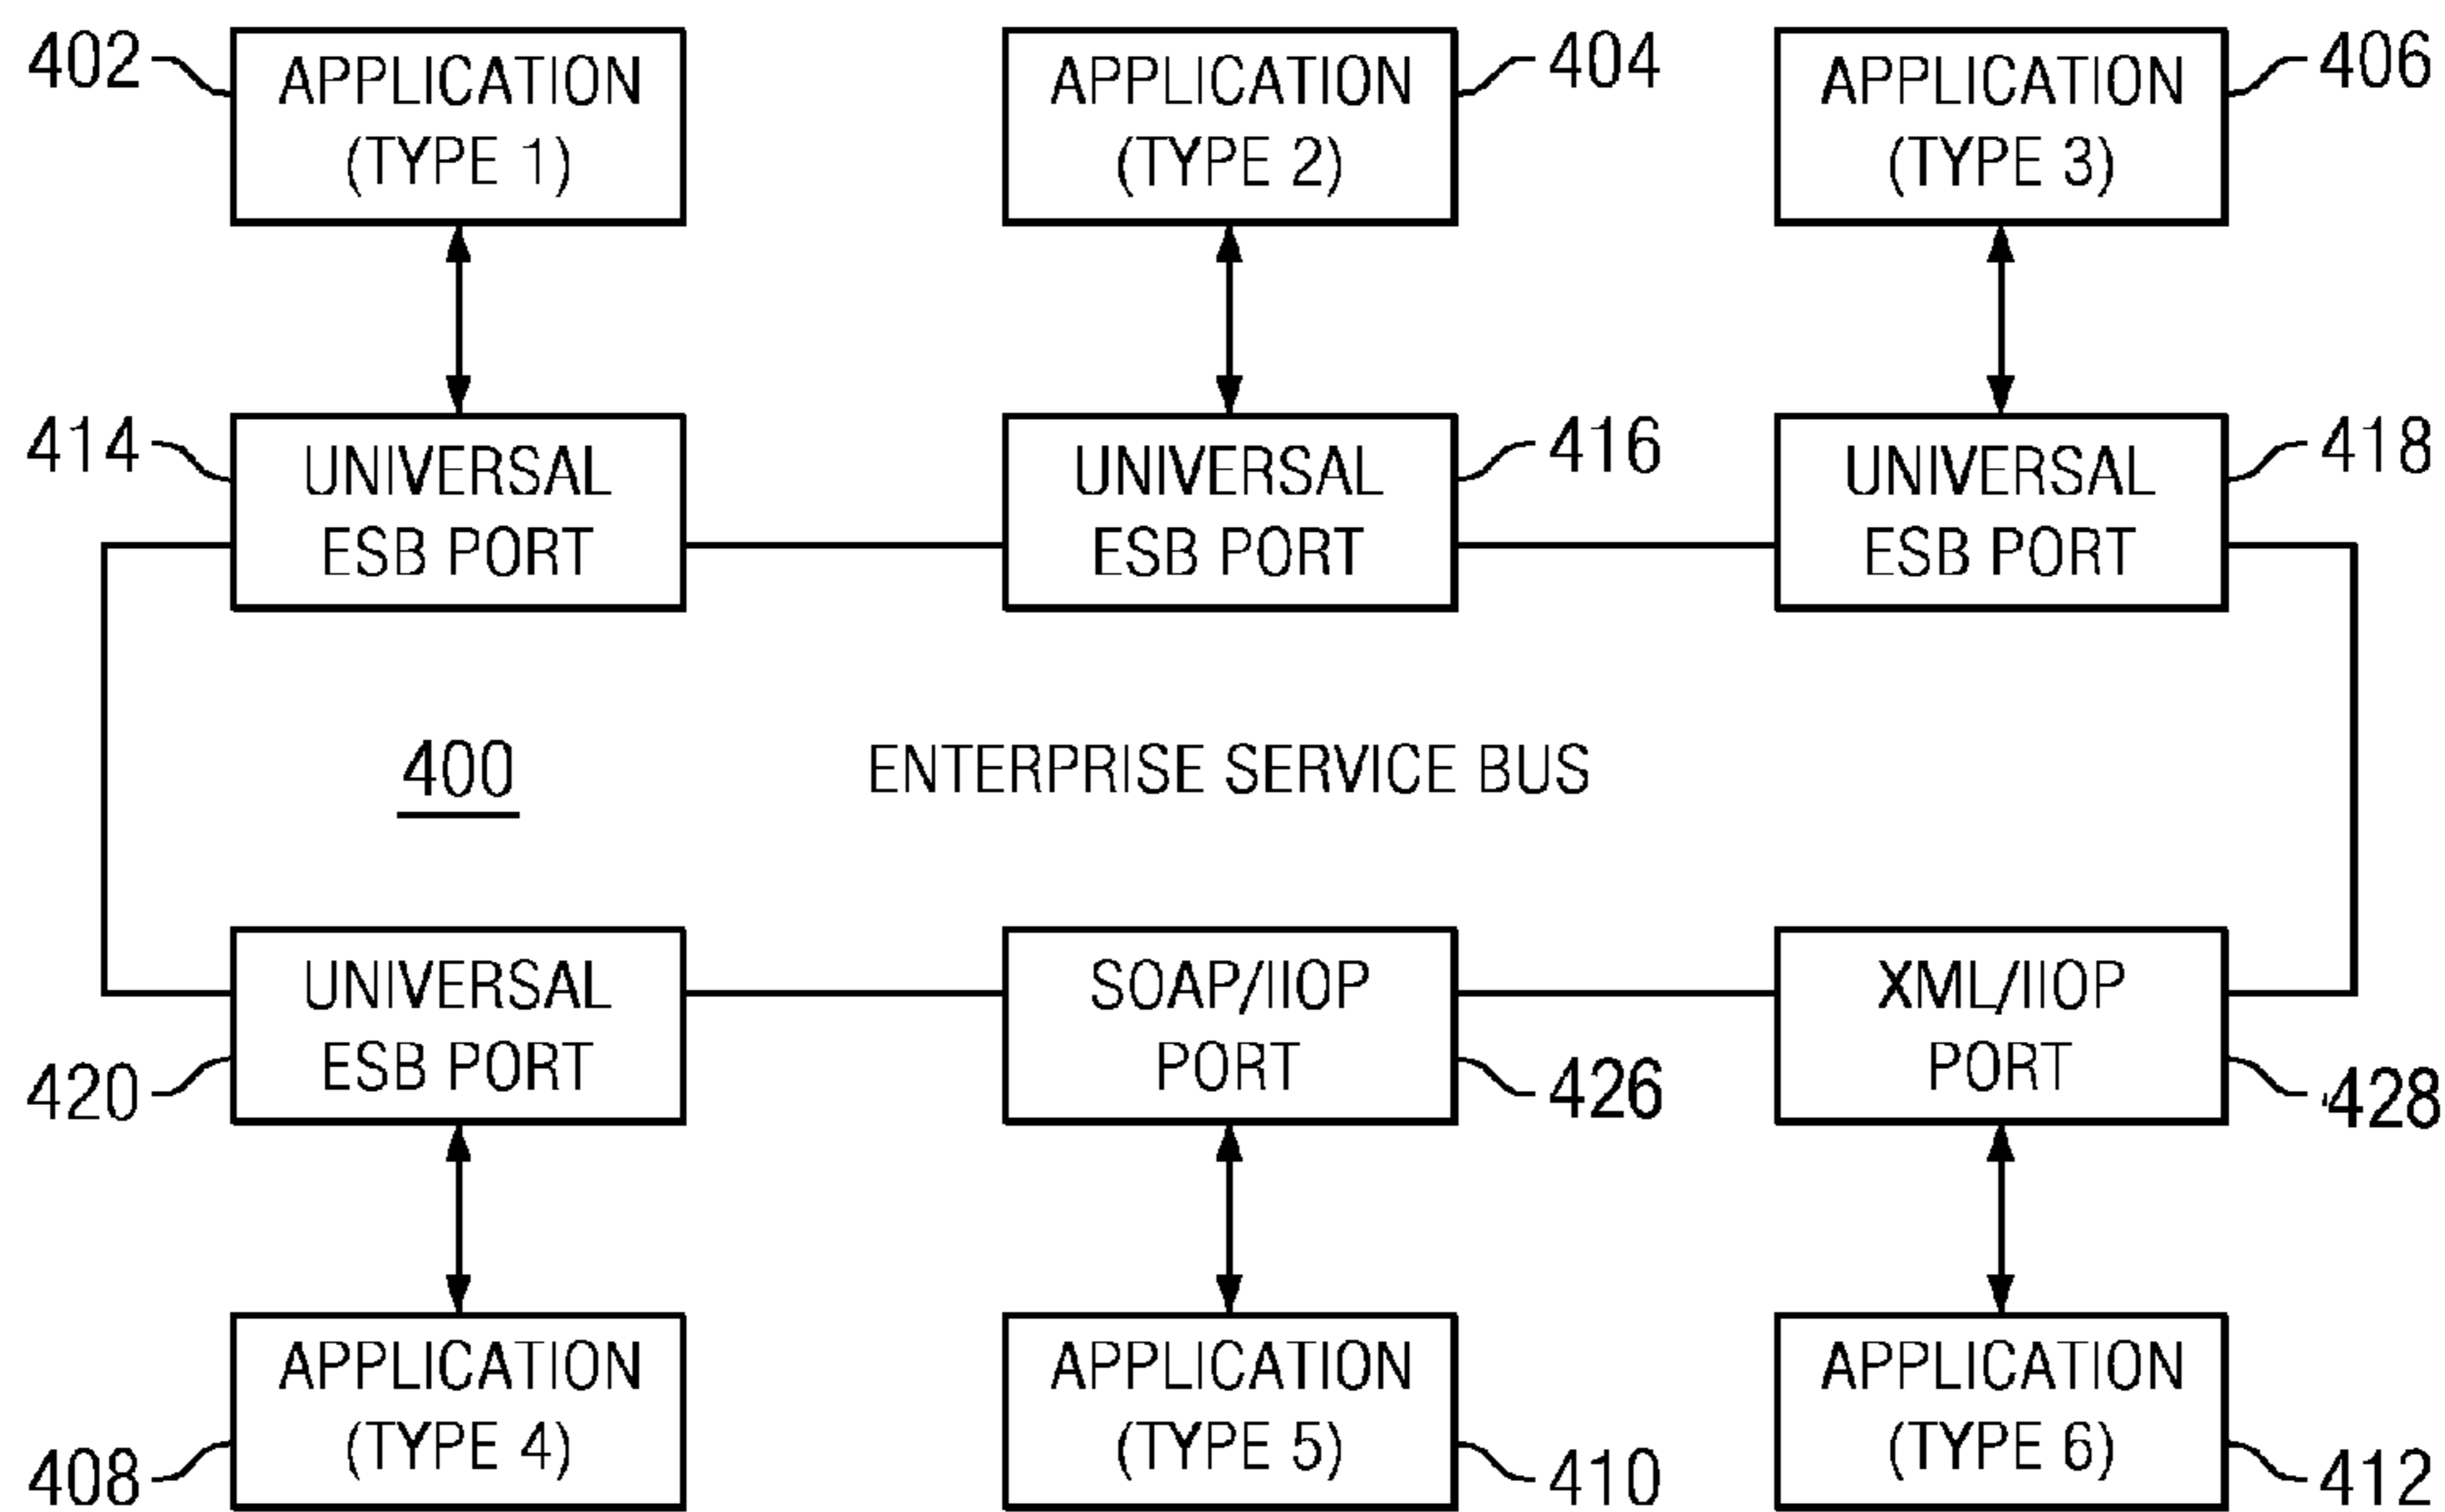 402
APPLICATION
(TYPE 1)
APPLICATION
(TYPE 2)
404
APPLICATION
(TYPE 3)
406
414
UNIVERSAL
ESB PORT
UNIVERSAL
ESB PORT
416
UNIVERSAL
ESB PORT
418
400
ENTERPRISE SERVICE BUS
420
UNIVERSAL
ESB PORT
SOAP/IIOP
PORT
426
XML/IIOP
PORT
428
408
APPLICATION
(TYPE 4)
APPLICATION
(TYPE 5)
410
APPLICATION
(TYPE 6)
412